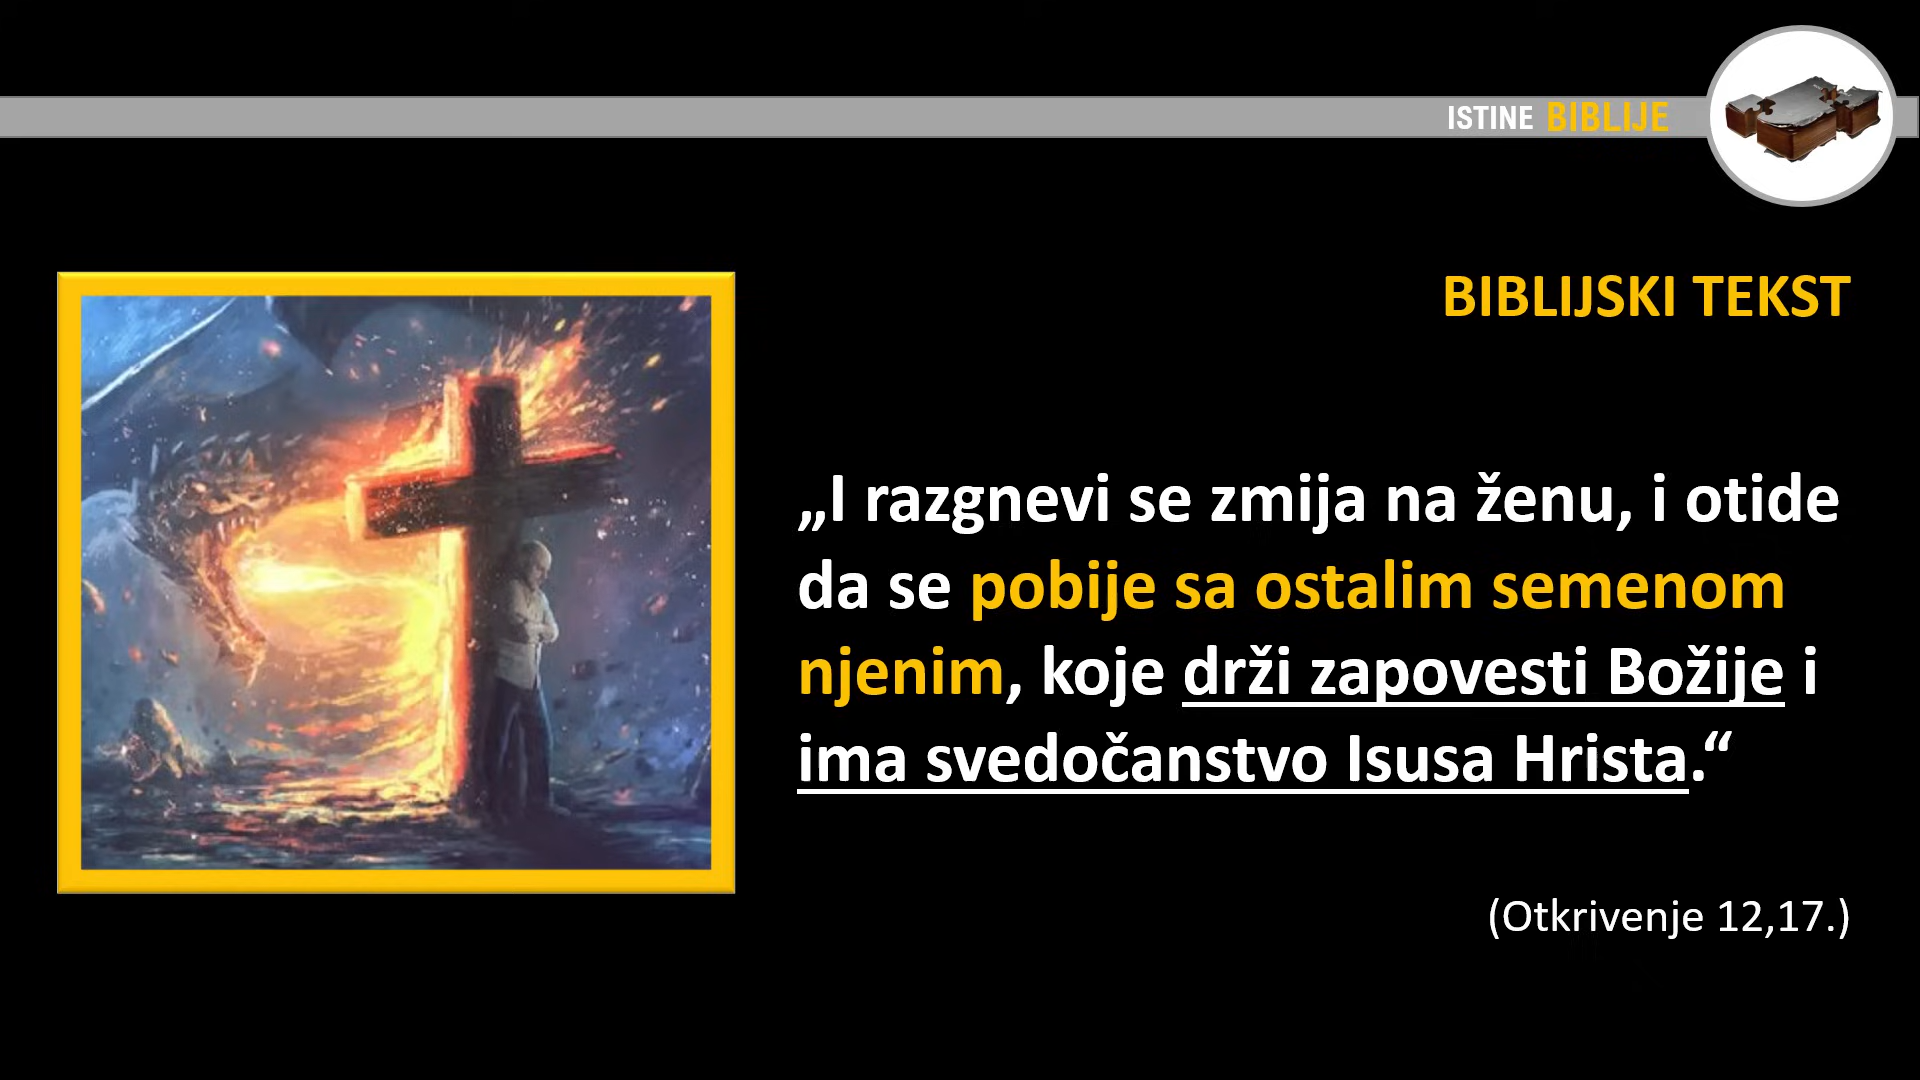 ISTINE BIBLIJE
BIBLIJSKI TEKST
„I razgnevi se zmija na ženu, i otide
da se pobije sa ostalim semenom
njenim, koje drži zapovesti Božije i
ima svedočanstvo Isusa Hrista.“
(Otkrivenje 12,17.)